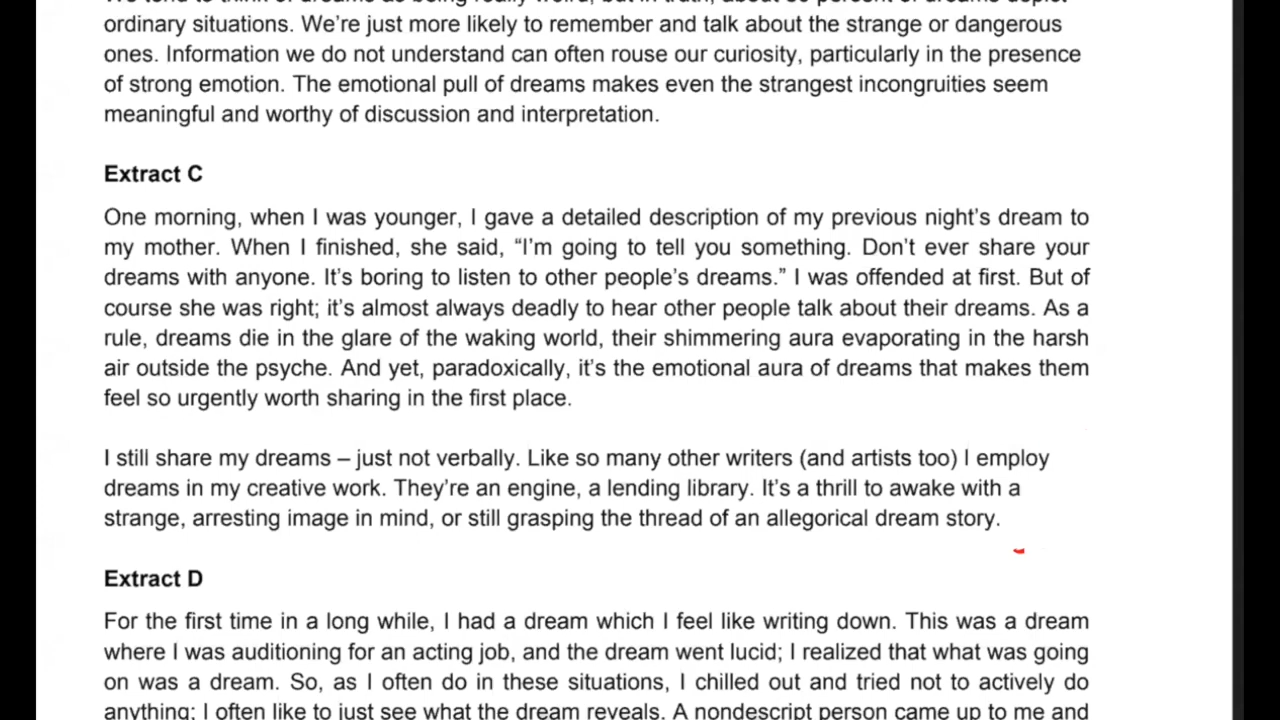 ordinary situations. We're just more likely to remember and talk about the strange or dangerous
ones. Information we do not understand can often rouse our curiosity, particularly in the presence
of strong emotion. The emotional pull of dreams makes even the strangest incongruities seem
meaningful and worthy of discussion and interpretation.
Extract C
One morning, when I was younger, I gave a detailed description of my previous night's dream to
my mother. When I finished, she said, “I'm going to tell you something. Don't ever share your
dreams with anyone. It's boring to listen to other people's dreams.” I was offended at first. But of
course she was right; it's almost always deadly to hear other people talk about their dreams. As a
rule, dreams die in the glare of the waking world, their shimmering aura evaporating in the harsh
air outside the psyche. And yet, paradoxically, it's the emotional aura of dreams that makes them
feel so urgently worth sharing in the first place.
I still share my dreams – just not verbally. Like so many other writers (and artists too) I employ
dreams in my creative work. They're an engine, a lending library. It's a thrill to awake with a
strange, arresting image in mind, or still grasping the thread of an allegorical dream story.
Extract D
For the first time in a long while, I had a dream which I feel like writing down. This was a dream
where I was auditioning for an acting job, and the dream went lucid; I realized that what was going
on was a dream. So, as I often do in these situations, I chilled out and tried not to actively do
anything; I often like to just see what the dream reveals. A nondescript person came up to me and